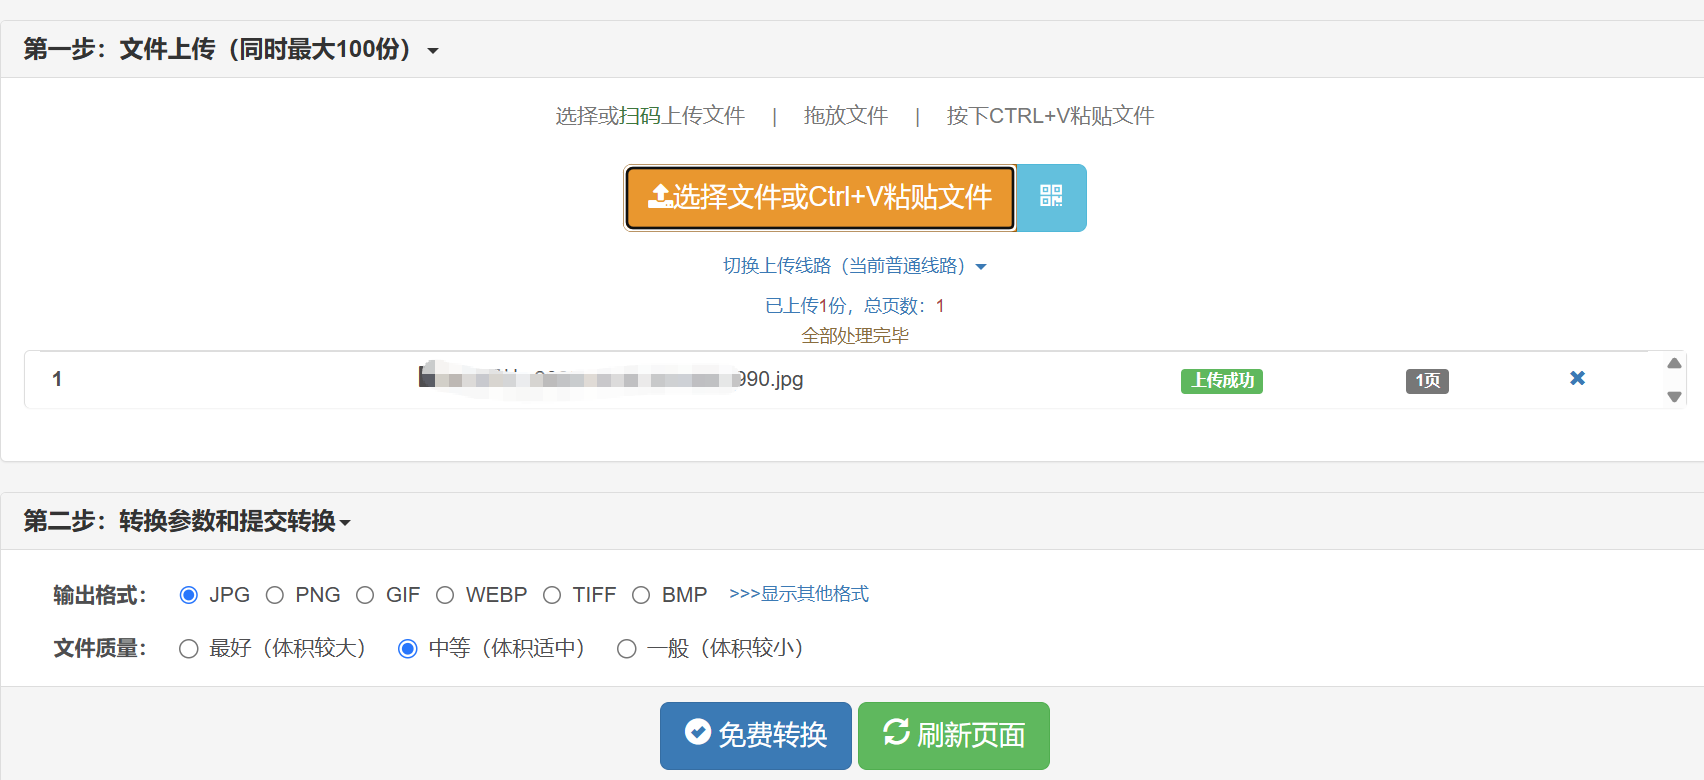 第一步：文件上传（同时最大100份）
选择或扫码上传文件 | 拖放文件 | 按下CTRL+V粘贴文件
选择文件或Ctrl+V粘贴文件
切换上传线路（当前普通线路）
已上传1份，总页数：1
全部处理完毕
1 990.jpg 上传成功 1页
第二步：转换参数和提交转换
输出格式： JPG PNG GIF WEBP TIFF BMP >>>显示其他格式
文件质量： 最好（体积较大） 中等（体积适中） 一般（体积较小）
免费转换 刷新页面